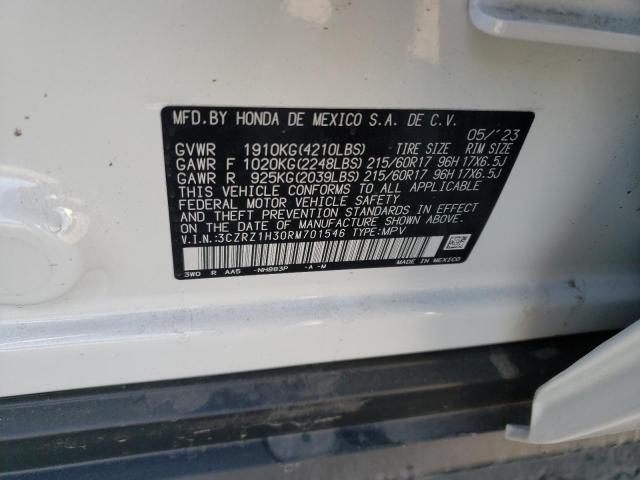 MFD.BY HONDA DE MEXICO S.A. DE C.V.
05/'23
GVWR 1910KG(4210LBS) TIRE SIZE RIM SIZE
GAWR F 1020KG(2248LBS) 215/60R17 96H 17X6.5J
GAWR R 925KG(2039LBS) 215/60R17 96H 17X6.5J
THIS VEHICLE CONFORMS TO ALL APPLICABLE
FEDERAL MOTOR VEHICLE SAFETY
AND THEFT PREVENTION STANDARDS IN EFFECT
ON THE DATE OF MANUFACTURE SHOWN ABOVE.
V.I.N.:3CZRZ1H30RM701546 TYPE:MPV
3W0 R AA5 -NH883P -A-M MADE IN MEXICO